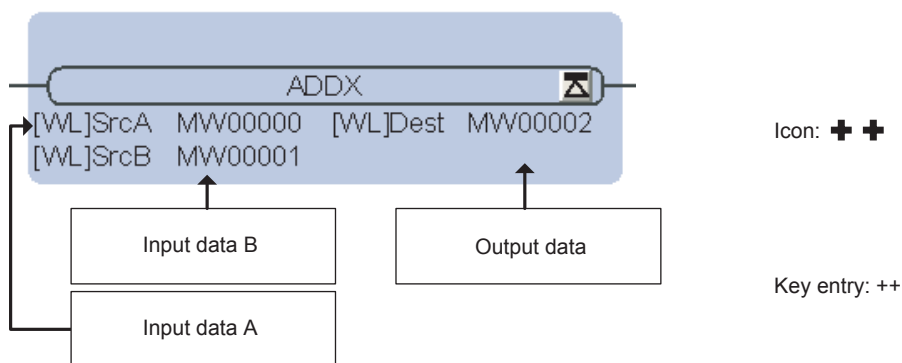 ADDX
[WL]SrcA MW00000 [WL]Dest MW00002
[WL]SrcB MW00001
Input data B
Output data
Input data A
Icon:
Key entry: ++